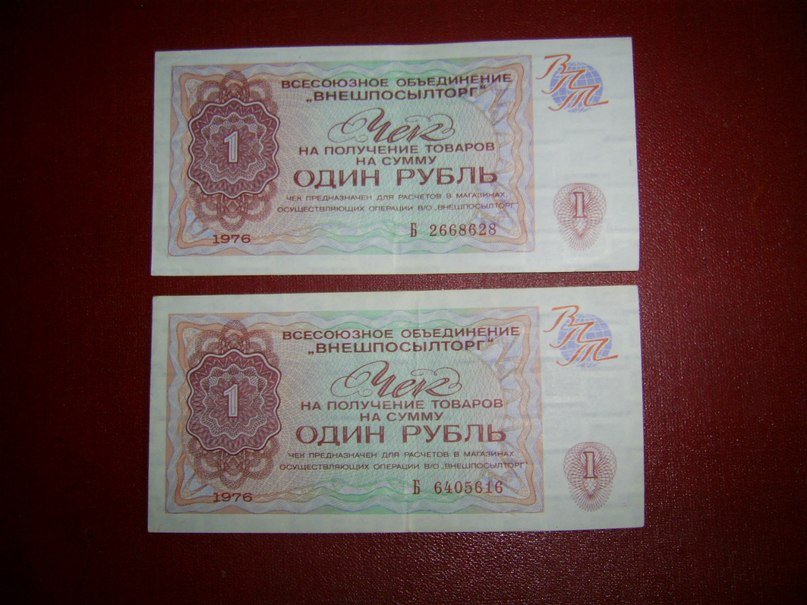 ВПТ
ВСЕСОЮЗНОЕ ОБЪЕДИНЕНИЕ
„ВНЕШПОСЫЛТОРГ"
1
Чек
НА ПОЛУЧЕНИЕ ТОВАРОВ
НА СУММУ
ОДИН РУБЛЬ
ЧЕК ПРЕДНАЗНАЧЕН ДЛЯ РАСЧЕТОВ В МАГАЗИНАХ,
ОСУЩЕСТВЛЯЮЩИХ ОПЕРАЦИИ В/О „ВНЕШПОСЫЛТОРГ"
1
1976
Б 2668628
ВПТ
ВСЕСОЮЗНОЕ ОБЪЕДИНЕНИЕ
„ВНЕШПОСЫЛТОРГ"
1
Чек
НА ПОЛУЧЕНИЕ ТОВАРОВ
НА СУММУ
ОДИН РУБЛЬ
ЧЕК ПРЕДНАЗНАЧЕН ДЛЯ РАСЧЕТОВ В МАГАЗИНАХ,
ОСУЩЕСТВЛЯЮЩИХ ОПЕРАЦИИ В/О „ВНЕШПОСЫЛТОРГ"
1
1976
Б 6405616